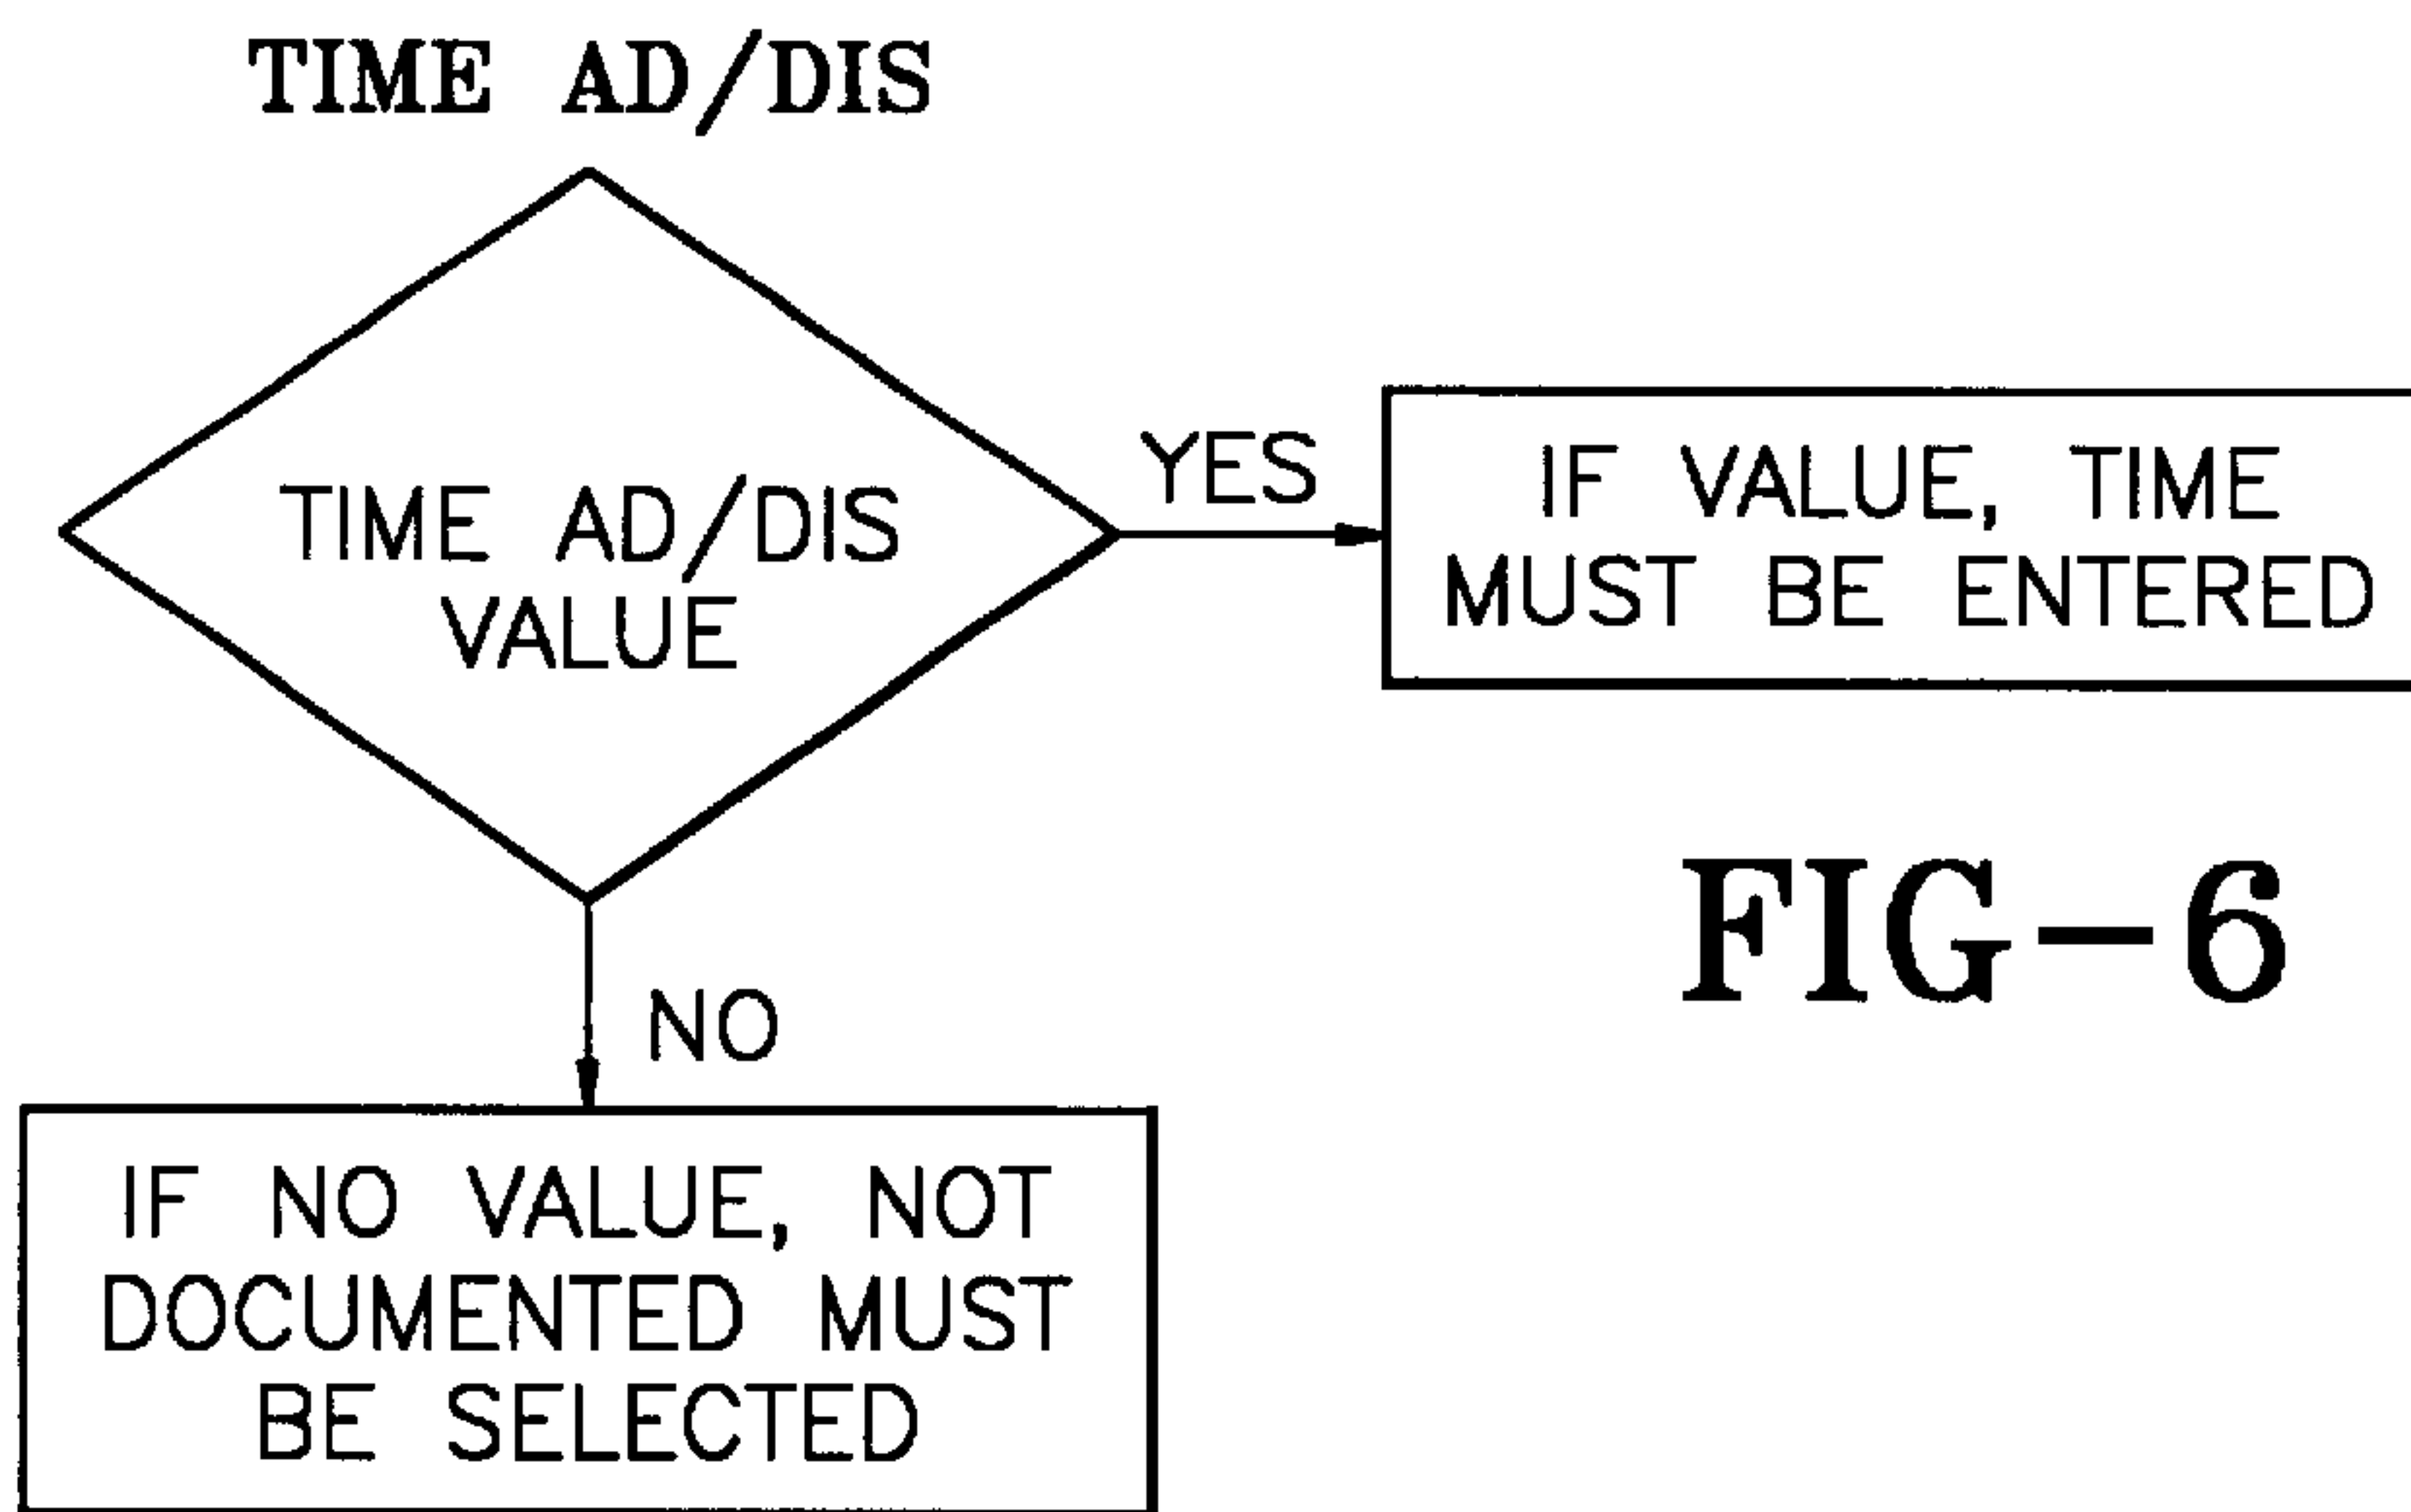 TIME AD/DIS
TIME AD/DIS
VALUE
YES
IF VALUE, TIME
MUST BE ENTERED
NO
IF NO VALUE, NOT
DOCUMENTED MUST
BE SELECTED
FIG-6